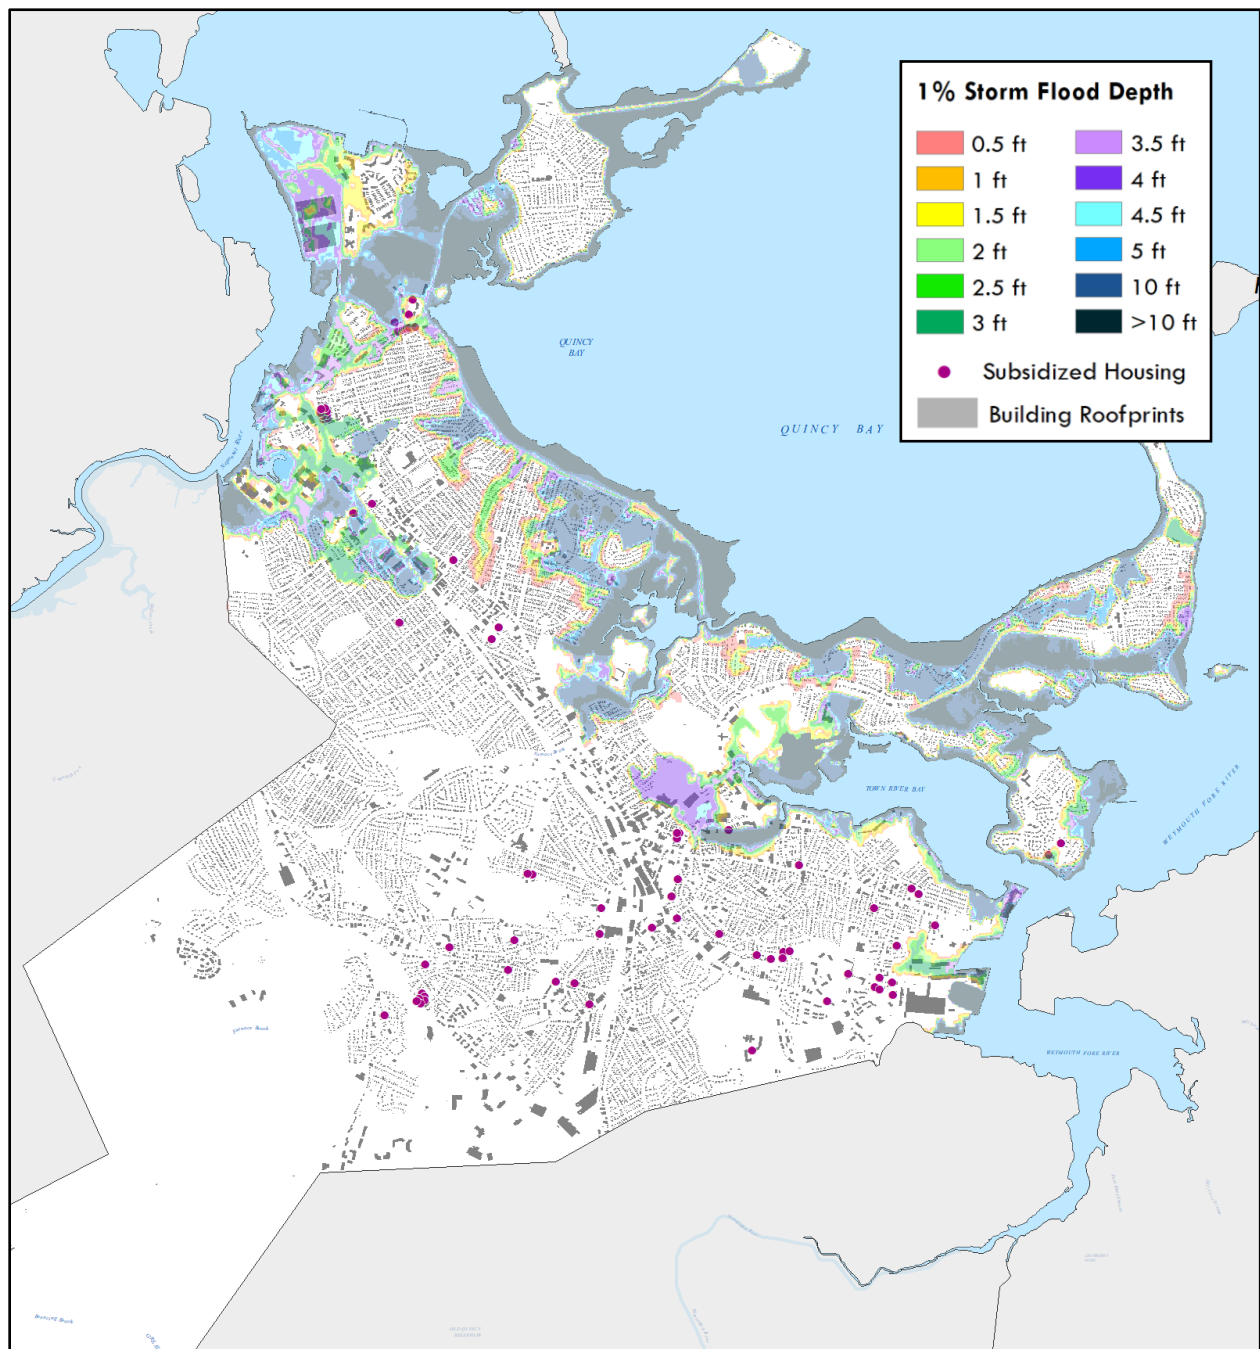 1% Storm Flood Depth
0.5 ft
3.5 ft
1 ft
4 ft
1.5 ft
4.5 ft
2 ft
5 ft
2.5 ft
10 ft
3 ft
>10 ft
Subsidized Housing
Building Roofprints
QUINCY
BAY
QUINCY BAY
TOWN RIVER BAY
WEYMOUTH FORE RIVER
WEYMOUTH FORE RIVER